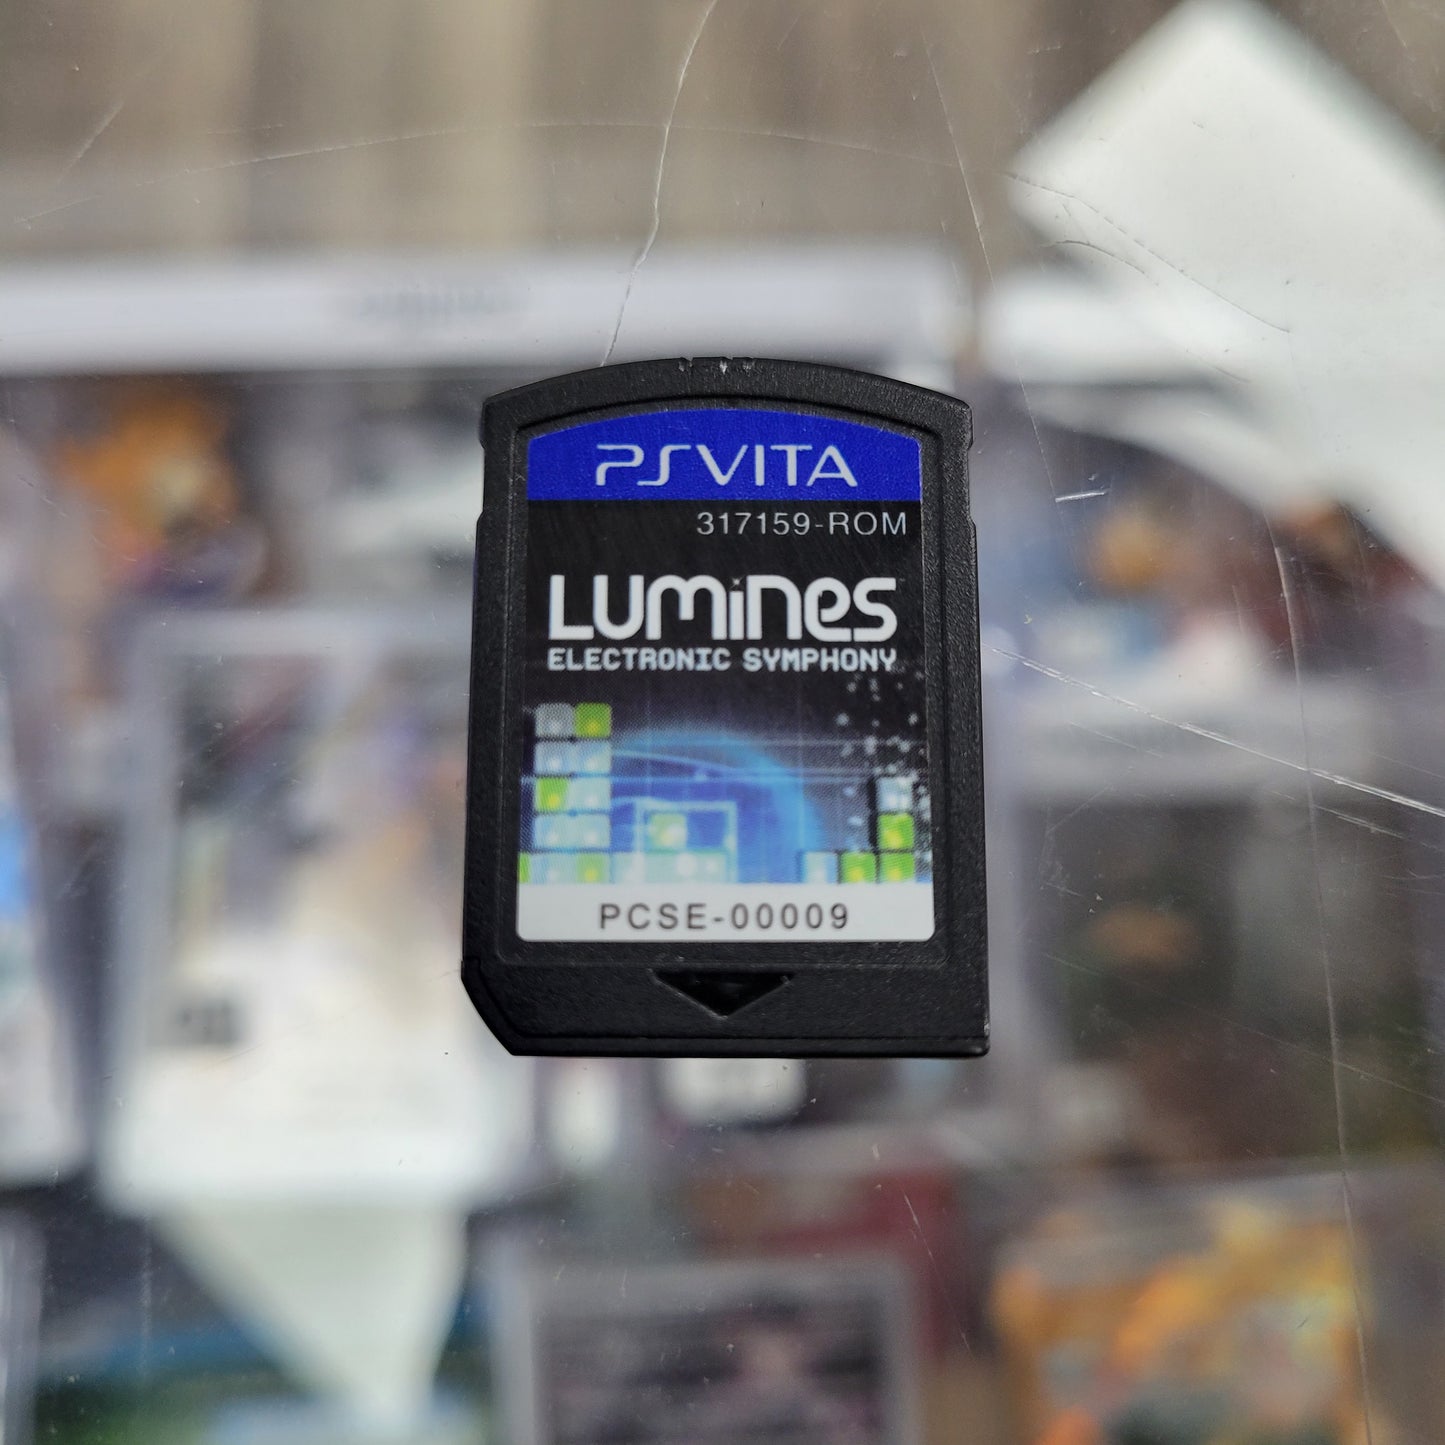 PSVITA
317159-ROM
LUMINES
ELECTRONIC SYMPHONY
PCSE-00009